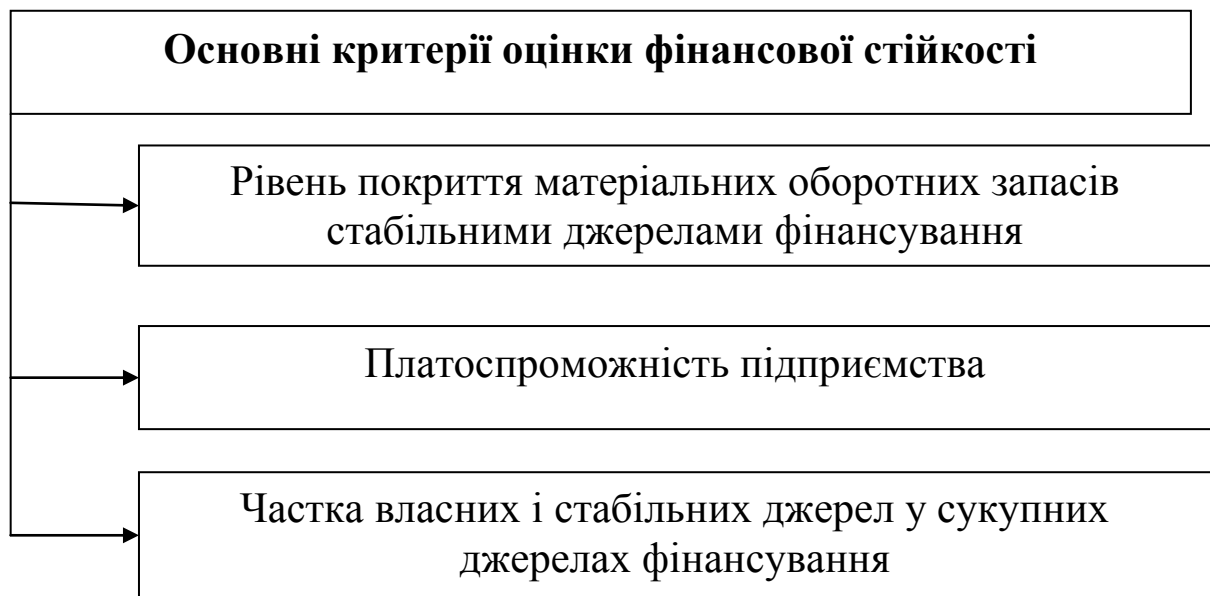 Основні критерії оцінки фінансової стійкості
Рівень покриття матеріальних оборотних запасів
стабільними джерелами фінансування
Платоспроможність підприємства
Частка власних і стабільних джерел у сукупних
джерелах фінансування